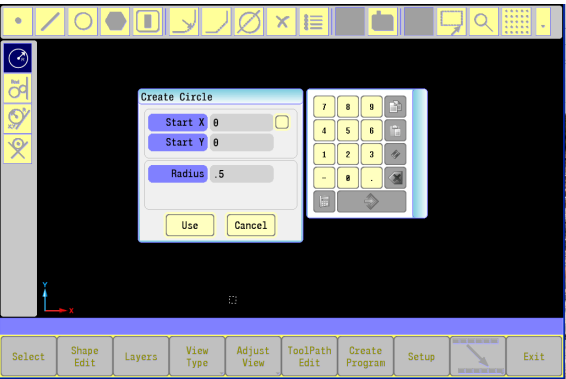 Rad
X/Y
Create Circle
Start X 0
Start Y 0
Radius .5
Use Cancel
7 8 9
4 5 6
1 2 3
- 0 .
Y
X
Select Shape Edit Layers View Type Adjust View ToolPath Edit Create Program Setup Exit